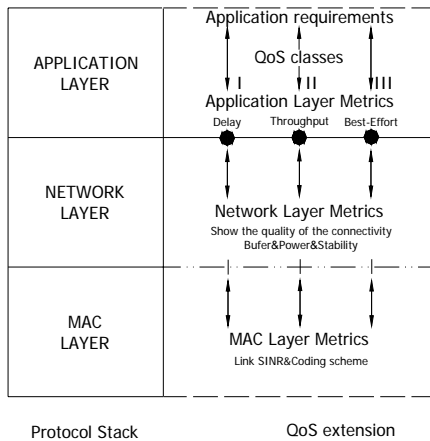 Application requirements
APPLICATION
LAYER
QoS classes
I II III
Application Layer Metrics
Delay Throughput Best-Effort
NETWORK
LAYER
Network Layer Metrics
Show the quality of the connectivity
Bufer&Power&Stability
MAC
LAYER
MAC Layer Metrics
Link SINR&Coding scheme
Protocol Stack QoS extension